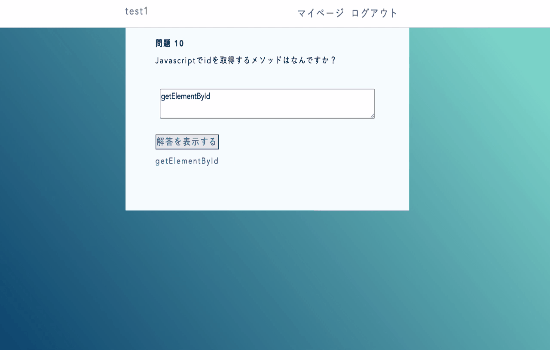 test1
マイページ ログアウト
問題 10
Javascriptでidを取得するメソッドはなんですか？
getElementById
解答を表示する
getElementById